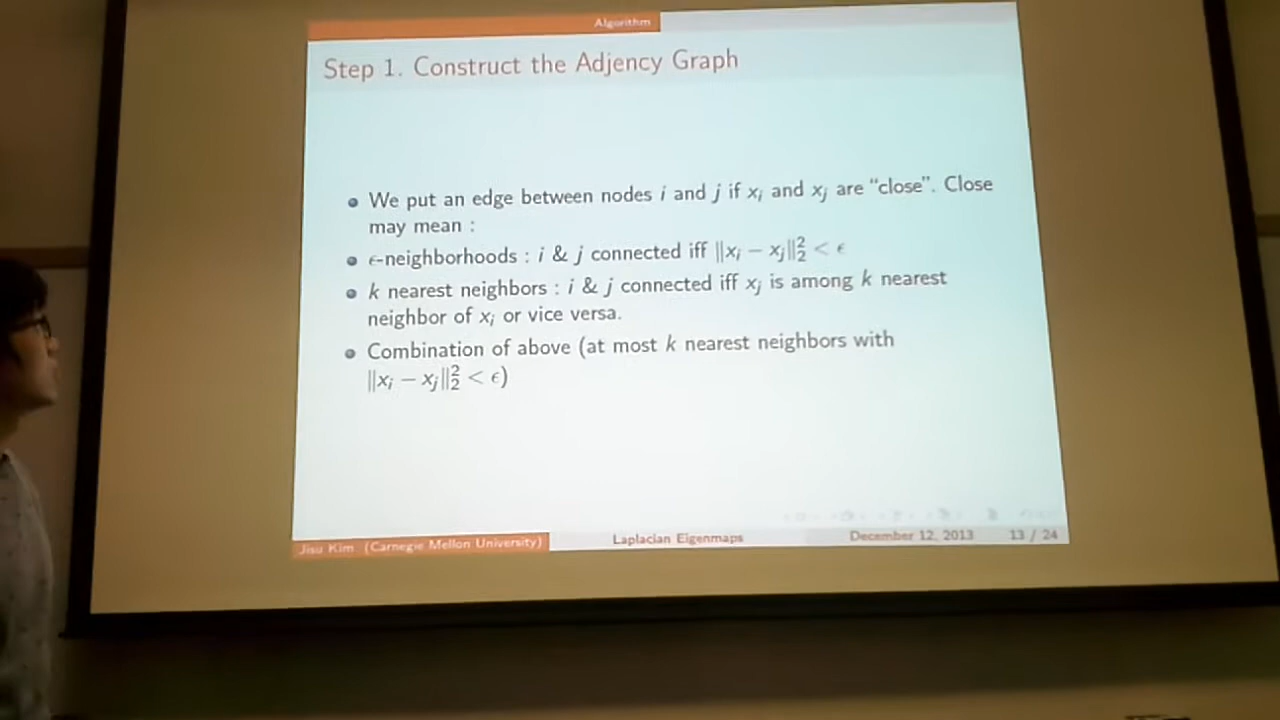 Algorithm
Step 1. Construct the Adjency Graph
We put an edge between nodes i and j if xᵢ and xⱼ are “close”. Close
may mean :
ϵ-neighborhoods : i & j connected iff ||xᵢ − xⱼ||₂² < ϵ
k nearest neighbors : i & j connected iff xⱼ is among k nearest
neighbor of xᵢ or vice versa.
Combination of above (at most k nearest neighbors with
||xᵢ − xⱼ||₂² < ϵ)
Jisu Kim (Carnegie Mellon University)
Laplacian Eigenmaps
December 12, 2013
13 / 24